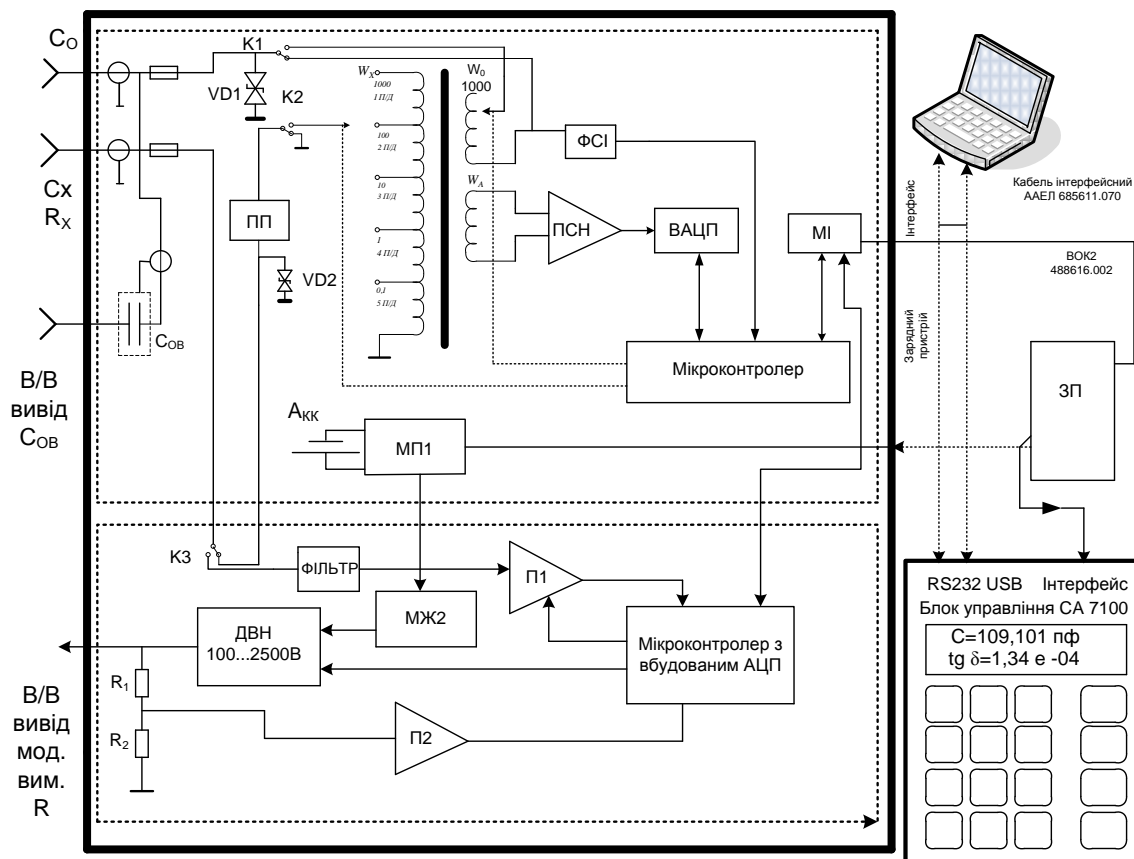 C_O
K1
VD1
K2
W_X
1000
1 П/Д
100
2 П/Д
10
3 П/Д
1
4 П/Д
0,1
5 П/Д
W_0
1000
ФСІ
W_A
ПСН
ВАЦП
МІ
Cx
R_X
ПП
VD2
C_ОВ
В/В
вивід
C_ОВ
Мікроконтролер
A_КК
МП1
Інтерфейс
Зарядний
пристрій
Кабель інтерфейсний
ААЕЛ 685611.070
ВОК2
488616.002
ЗП
K3
ФІЛЬТР
П1
МЖ2
ДВН
100...2500В
Мікроконтролер з
вбудованим АЦП
R_1
R_2
П2
В/В
вивід
мод.
вим.
R
RS232 USB Інтерфейс
Блок управління СА 7100
С=109,101 пф
tg δ=1,34 е -04